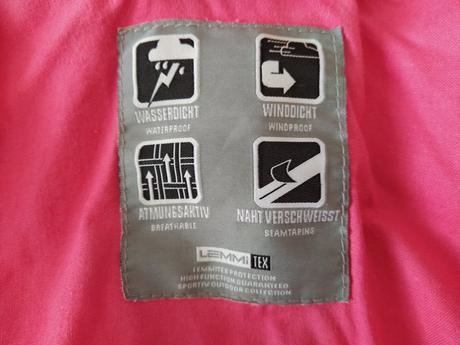 WASSERDICHT
WATERPROOF
WINDDICHT
WINDPROOF
ATMUNGSAKTIV
BREATHABLE
NAHT VERSCHWEISST
SEAMTAPING
LEMMI TEX
LEMMITEX PROTECTION
HIGH FUNCTION GUARANTEED
SPORTIV OUTDOOR COLLECTION